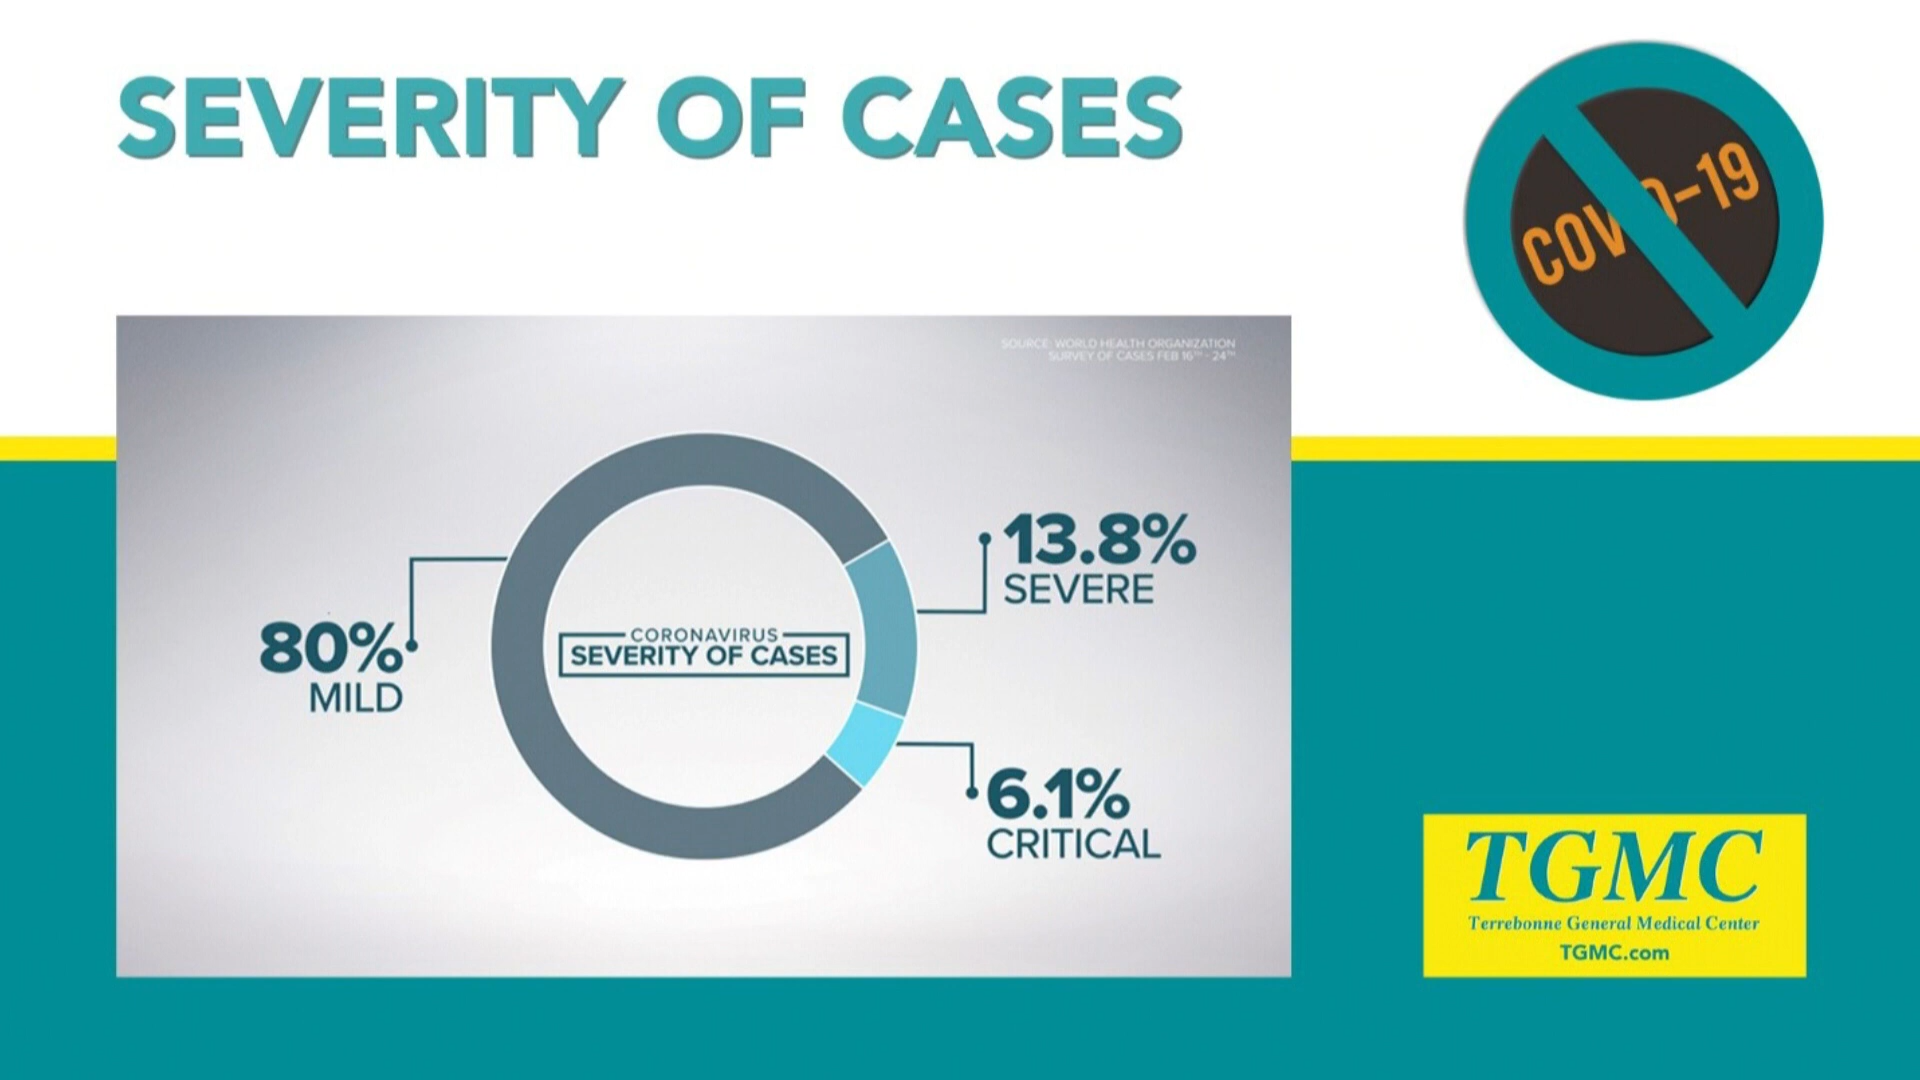 SEVERITY OF CASES
COVID-19
SOURCE: WORLD HEALTH ORGANIZATION
SURVEY OF CASES FEB 16TH - 24TH
13.8%
SEVERE
80%
MILD
CORONAVIRUS
SEVERITY OF CASES
6.1%
CRITICAL
TGMC
Terrebonne General Medical Center
TGMC.com